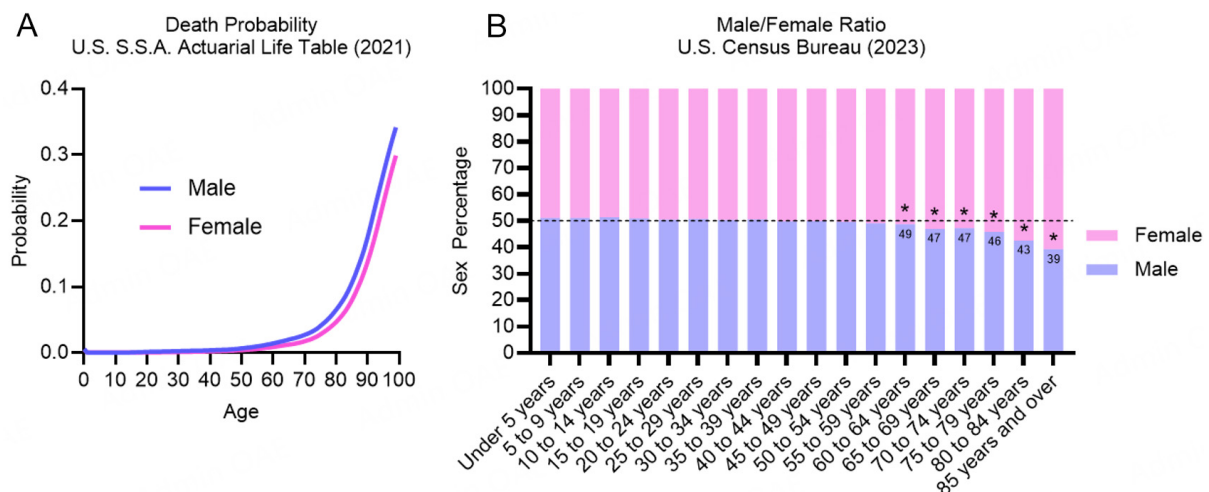 A
Death Probability
U.S. S.S.A. Actuarial Life Table (2021)
0.4
0.3
0.2
0.1
0.0
Probability
Male
Female
0 10 20 30 40 50 60 70 80 90 100
Age
B
Male/Female Ratio
U.S. Census Bureau (2023)
100
90
80
70
60
50
40
30
20
10
0
Sex Percentage
* * * * * *
49 47 47 46 43 39
Female
Male
Under 5 years
5 to 9 years
10 to 14 years
15 to 19 years
20 to 24 years
25 to 29 years
30 to 34 years
35 to 39 years
40 to 44 years
45 to 49 years
50 to 54 years
55 to 59 years
60 to 64 years
65 to 69 years
70 to 74 years
75 to 79 years
80 to 84 years
85 years and over